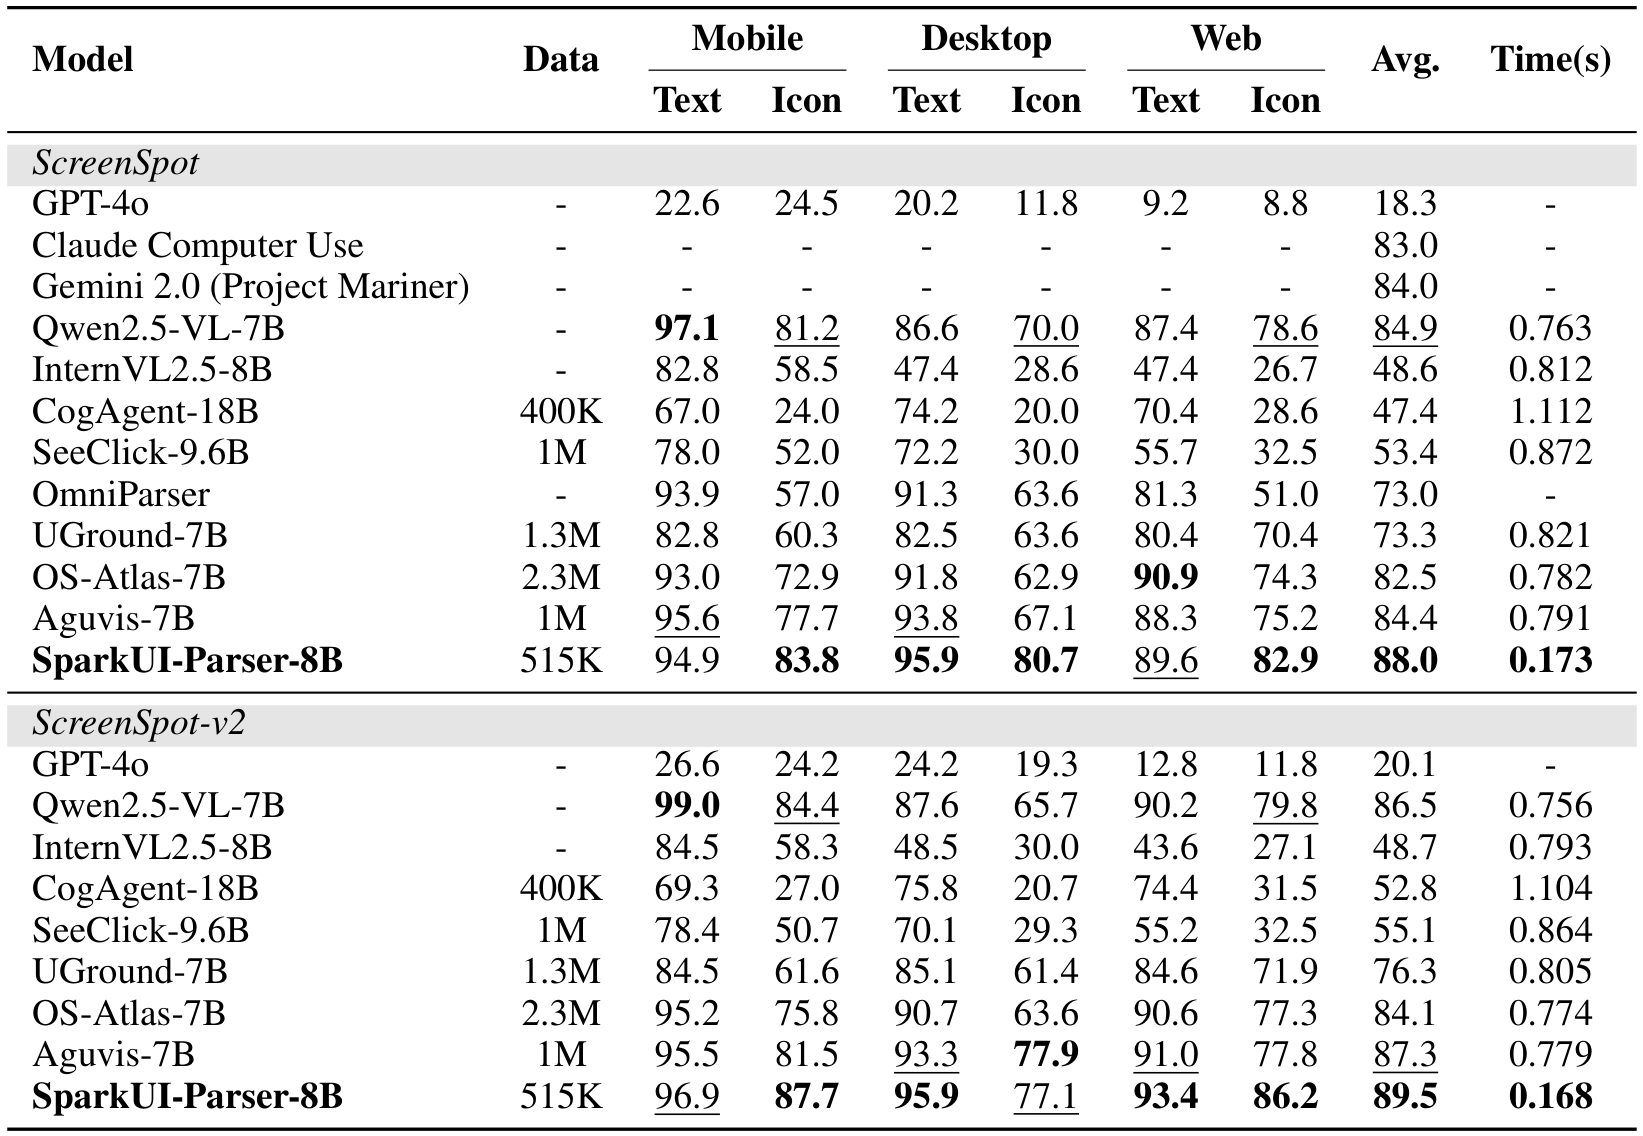 Model Data Mobile Desktop Web Avg. Time(s)
Text Icon Text Icon Text Icon
ScreenSpot
GPT-4o - 22.6 24.5 20.2 11.8 9.2 8.8 18.3 -
Claude Computer Use - - - - - - - 83.0 -
Gemini 2.0 (Project Mariner) - - - - - - - 84.0 -
Qwen2.5-VL-7B - 97.1 81.2 86.6 70.0 87.4 78.6 84.9 0.763
InternVL2.5-8B - 82.8 58.5 47.4 28.6 47.4 26.7 48.6 0.812
CogAgent-18B 400K 67.0 24.0 74.2 20.0 70.4 28.6 47.4 1.112
SeeClick-9.6B 1M 78.0 52.0 72.2 30.0 55.7 32.5 53.4 0.872
OmniParser - 93.9 57.0 91.3 63.6 81.3 51.0 73.0 -
UGround-7B 1.3M 82.8 60.3 82.5 63.6 80.4 70.4 73.3 0.821
OS-Atlas-7B 2.3M 93.0 72.9 91.8 62.9 90.9 74.3 82.5 0.782
Aguvis-7B 1M 95.6 77.7 93.8 67.1 88.3 75.2 84.4 0.791
SparkUI-Parser-8B 515K 94.9 83.8 95.9 80.7 89.6 82.9 88.0 0.173
ScreenSpot-v2
GPT-4o - 26.6 24.2 24.2 19.3 12.8 11.8 20.1 -
Qwen2.5-VL-7B - 99.0 84.4 87.6 65.7 90.2 79.8 86.5 0.756
InternVL2.5-8B - 84.5 58.3 48.5 30.0 43.6 27.1 48.7 0.793
CogAgent-18B 400K 69.3 27.0 75.8 20.7 74.4 31.5 52.8 1.104
SeeClick-9.6B 1M 78.4 50.7 70.1 29.3 55.2 32.5 55.1 0.864
UGround-7B 1.3M 84.5 61.6 85.1 61.4 84.6 71.9 76.3 0.805
OS-Atlas-7B 2.3M 95.2 75.8 90.7 63.6 90.6 77.3 84.1 0.774
Aguvis-7B 1M 95.5 81.5 93.3 77.9 91.0 77.8 87.3 0.779
SparkUI-Parser-8B 515K 96.9 87.7 95.9 77.1 93.4 86.2 89.5 0.168